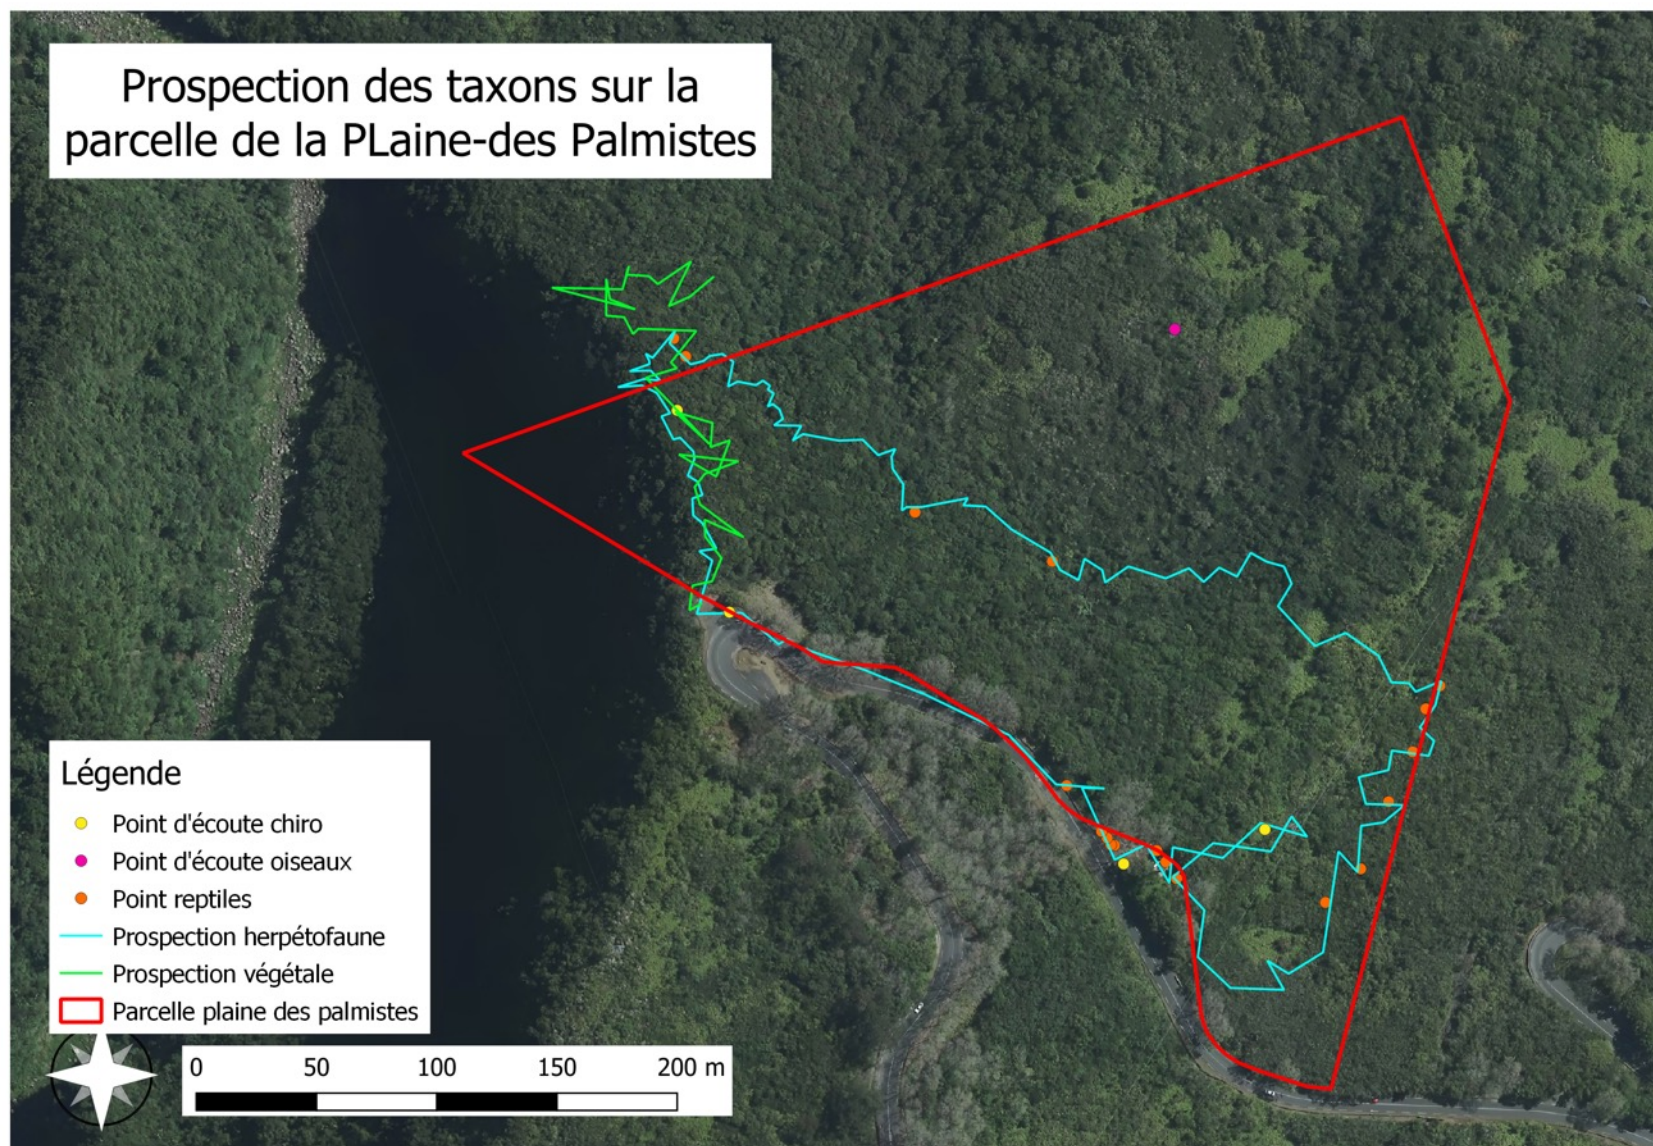 Prospection des taxons sur la
parcelle de la PLaine-des Palmistes
Légende
Point d'écoute chiro
Point d'écoute oiseaux
Point reptiles
Prospection herpétofaune
Prospection végétale
Parcelle plaine des palmistes
0 50 100 150 200 m